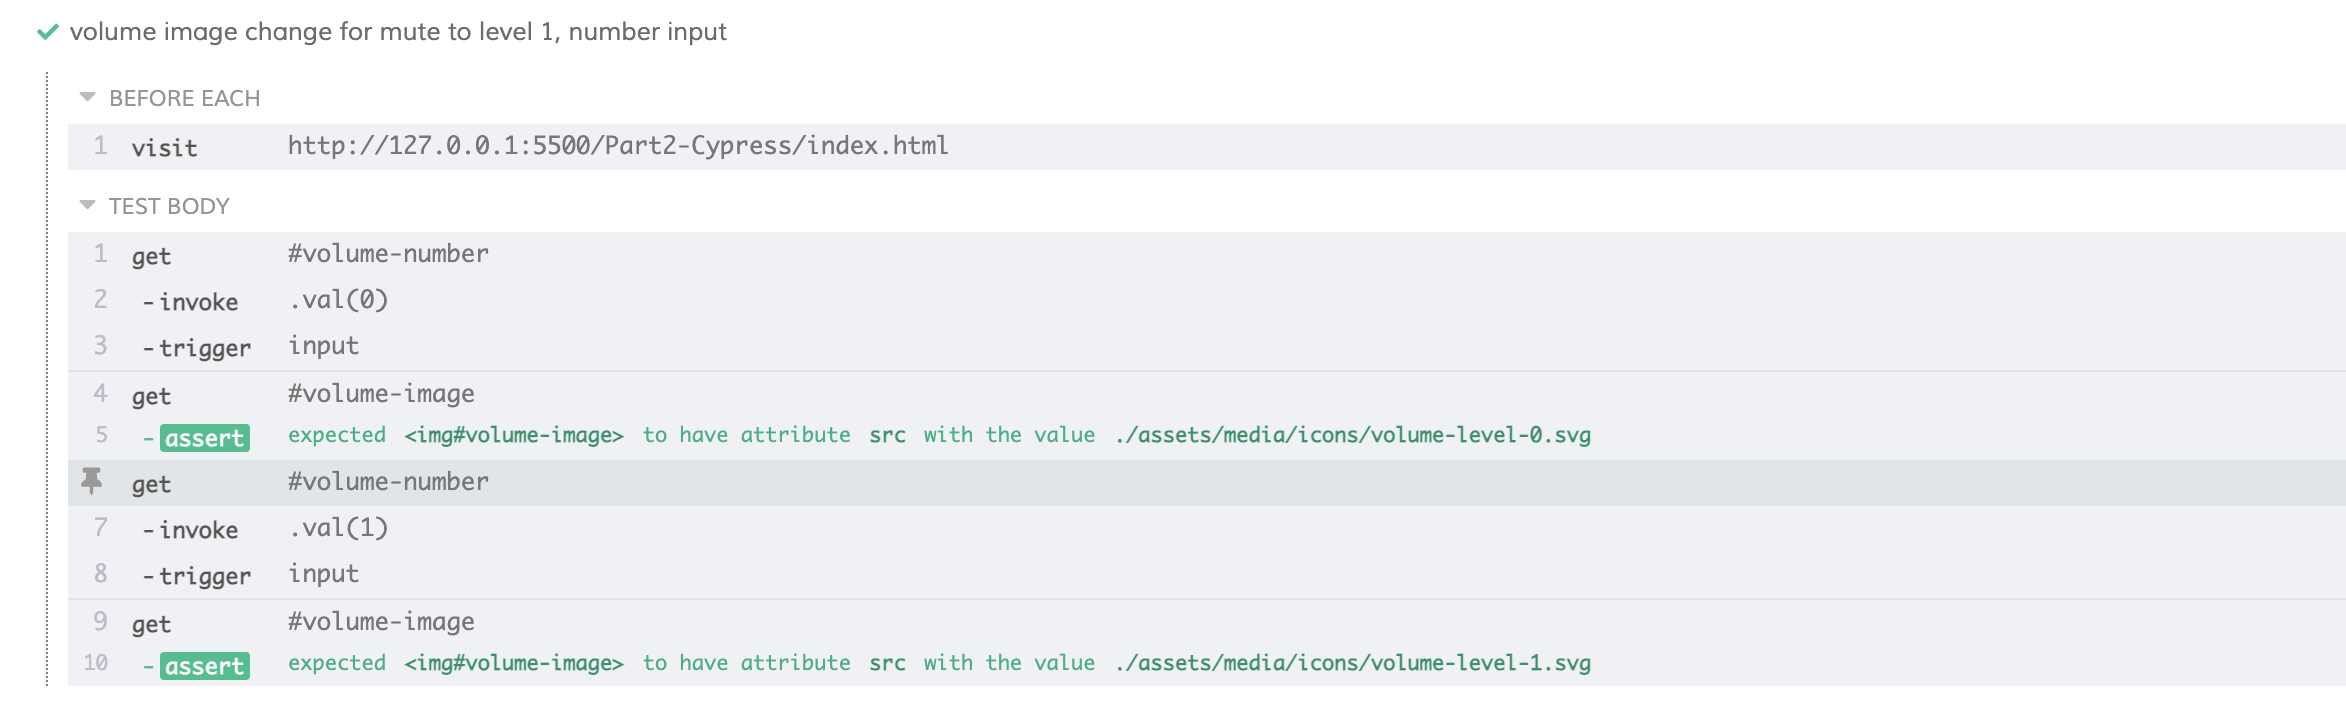 volume image change for mute to level 1, number input
BEFORE EACH
1 visit http://127.0.0.1:5500/Part2-Cypress/index.html
TEST BODY
1 get #volume-number
2 -invoke .val(0)
3 -trigger input
4 get #volume-image
5 -assert expected <img#volume-image> to have attribute src with the value ./assets/media/icons/volume-level-0.svg
get #volume-number
7 -invoke .val(1)
8 -trigger input
9 get #volume-image
10 -assert expected <img#volume-image> to have attribute src with the value ./assets/media/icons/volume-level-1.svg